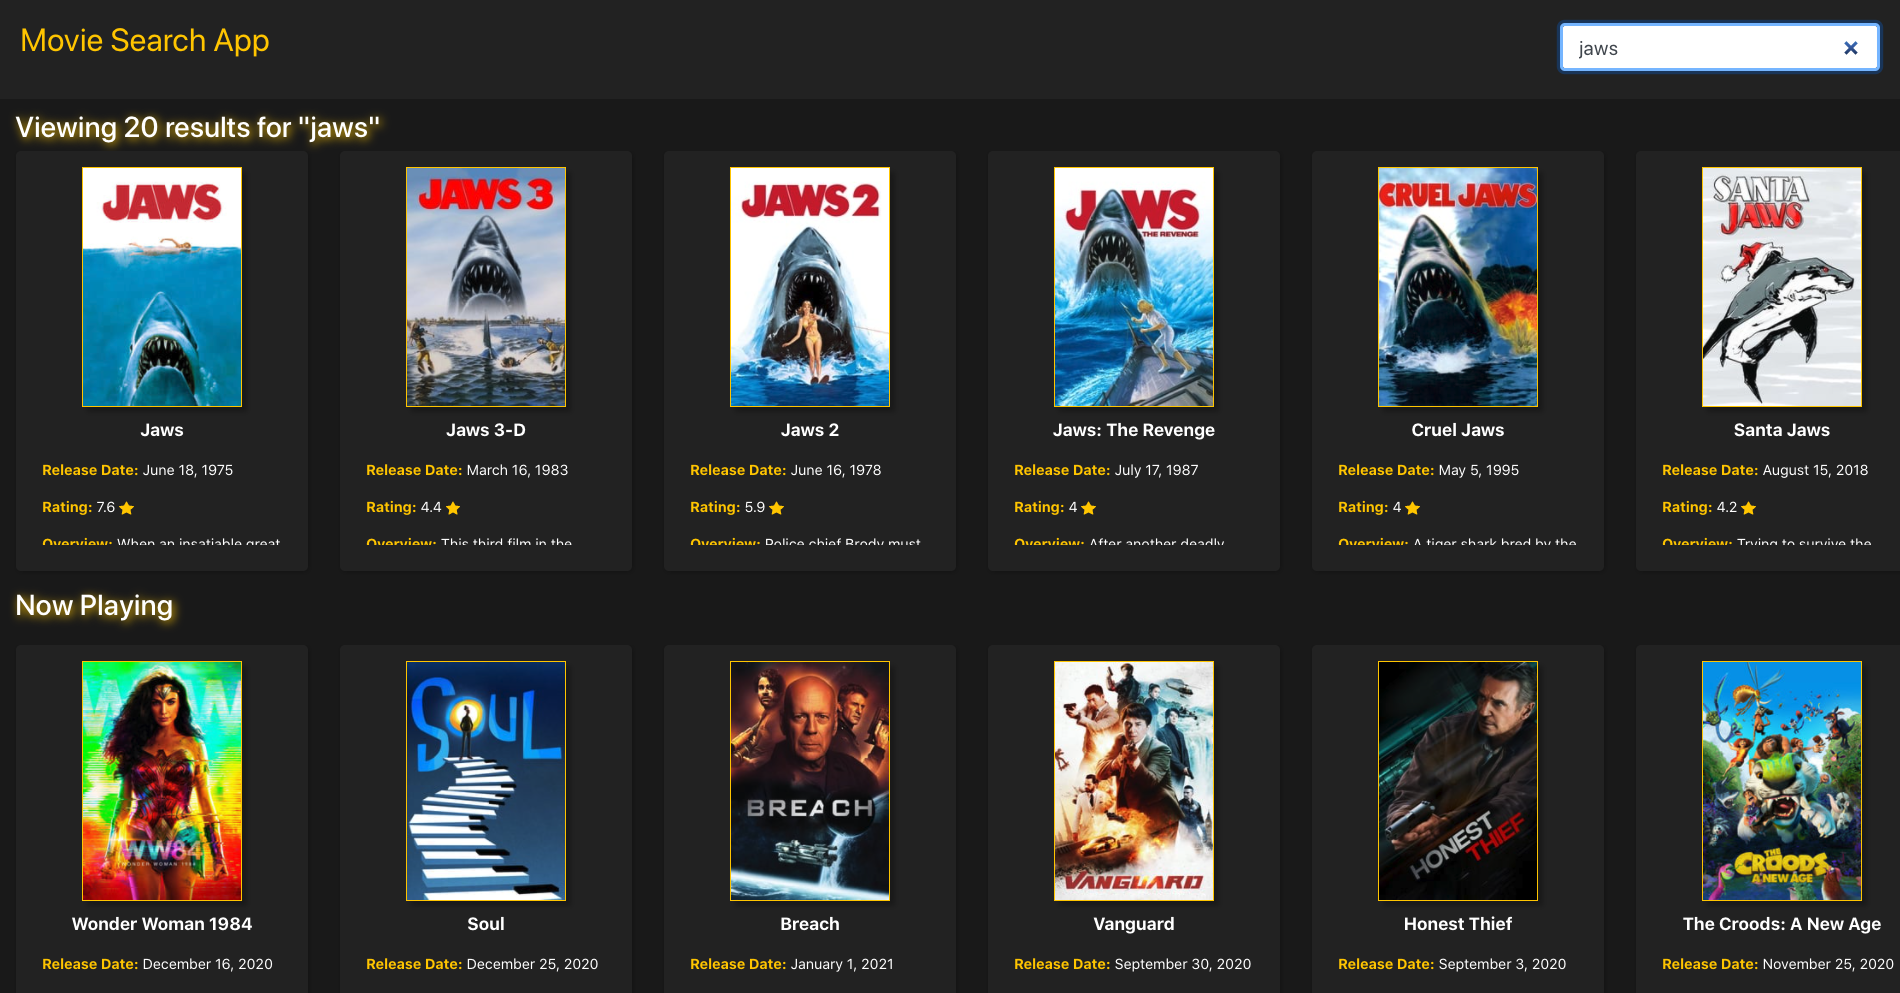 Movie Search App
jaws
Viewing 20 results for "jaws"
JAWS
JAWS 3
JAWS 2
JAWS
THE REVENGE
CRUEL JAWS
SANTA
JAWS
Jaws
Jaws 3-D
Jaws 2
Jaws: The Revenge
Cruel Jaws
Santa Jaws
Release Date: June 18, 1975
Release Date: March 16, 1983
Release Date: June 16, 1978
Release Date: July 17, 1987
Release Date: May 5, 1995
Release Date: August 15, 2018
Rating: 7.6
Rating: 4.4
Rating: 5.9
Rating: 4
Rating: 4
Rating: 4.2
Overview: When an insatiable great
Overview: This third film in the
Overview: Police chief Brody must
Overview: After another deadly
Overview: A tiger shark bred by the
Overview: Trying to survive the
Now Playing
WW84
WONDER WOMAN 1984
SOUL
BREACH
VANGUARD
HONEST
THIEF
THE
CROODS
A NEW AGE
Wonder Woman 1984
Soul
Breach
Vanguard
Honest Thief
The Croods: A New Age
Release Date: December 16, 2020
Release Date: December 25, 2020
Release Date: January 1, 2021
Release Date: September 30, 2020
Release Date: September 3, 2020
Release Date: November 25, 2020